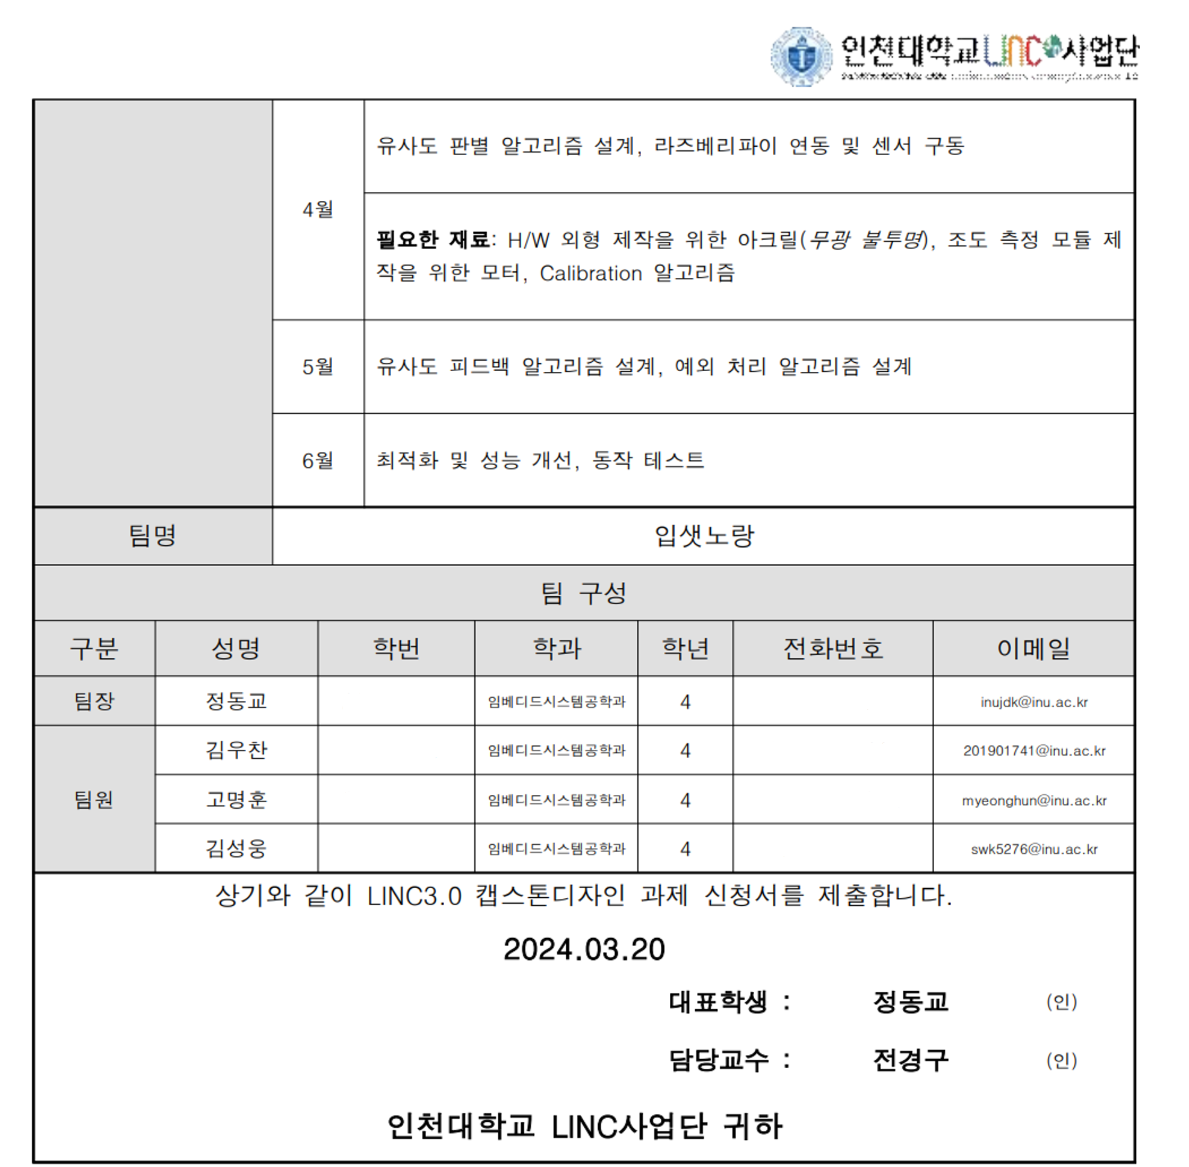 인천대학교 LINC 사업단
4월
유사도 판별 알고리즘 설계, 라즈베리파이 연동 및 센서 구동
필요한 재료: H/W 외형 제작을 위한 아크릴(무광 불투명), 조도 측정 모듈 제
작을 위한 모터, Calibration 알고리즘
5월 유사도 피드백 알고리즘 설계, 예외 처리 알고리즘 설계
6월 최적화 및 성능 개선, 동작 테스트
팀명 입샛노랑
팀 구성
구분 성명 학번 학과 학년 전화번호 이메일
팀장 정동교 임베디드시스템공학과 4 inujdk@inu.ac.kr
팀원
김우찬 임베디드시스템공학과 4 201901741@inu.ac.kr
고명훈 임베디드시스템공학과 4 myeonghun@inu.ac.kr
김성웅 임베디드시스템공학과 4 swk5276@inu.ac.kr
상기와 같이 LINC3.0 캡스톤디자인 과제 신청서를 제출합니다.
2024.03.20
대표학생 : 정동교 (인)
담당교수 : 전경구 (인)
인천대학교 LINC사업단 귀하